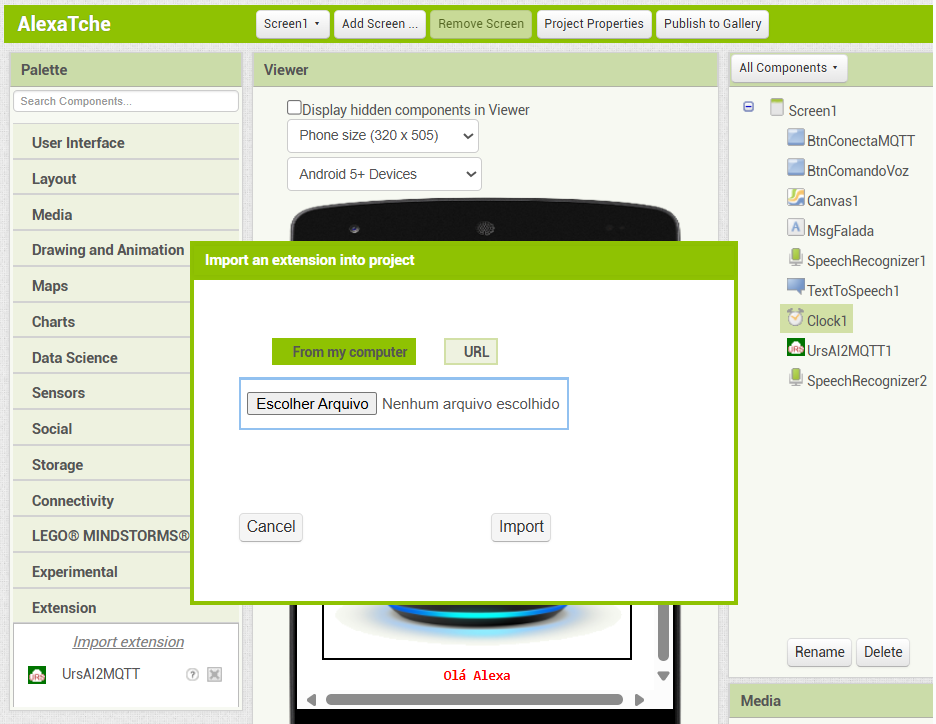 AlexaTche
Screen1
Add Screen ...
Remove Screen
Project Properties
Publish to Gallery
Palette
Search Components...
User Interface
Layout
Media
Drawing and Animation
Maps
Charts
Data Science
Sensors
Social
Storage
Connectivity
LEGO® MINDSTORMS®
Experimental
Extension
Import extension
UrsAI2MQTT
?
Viewer
Display hidden components in Viewer
Phone size (320 x 505)
Android 5+ Devices
Import an extension into project
From my computer
URL
Escolher Arquivo Nenhum arquivo escolhido
Cancel
Import
Olá Alexa
All Components
Screen1
BtnConectaMQTT
BtnComandoVoz
Canvas1
A MsgFalada
SpeechRecognizer1
TextToSpeech1
Clock1
UrsAI2MQTT1
SpeechRecognizer2
Rename
Delete
Media